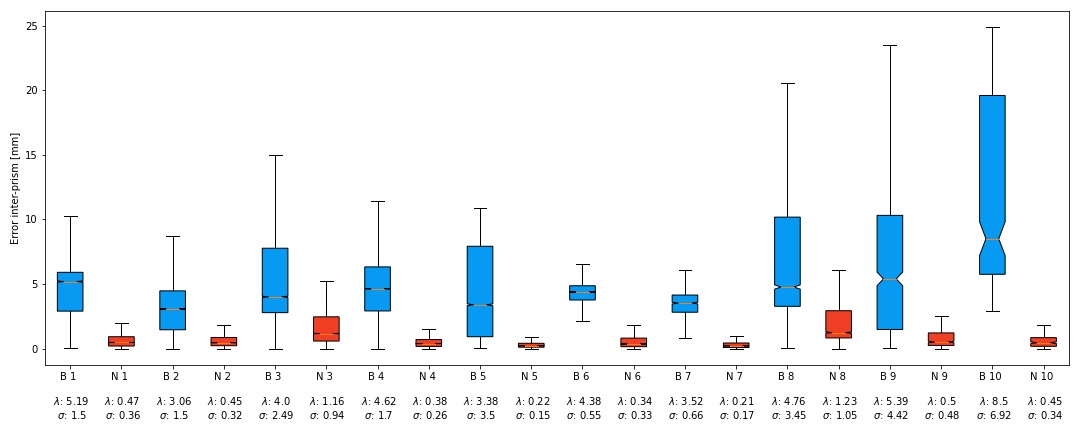 Error inter-prism [mm]
25
20
15
10
5
0
B 1 N 1 B 2 N 2 B 3 N 3 B 4 N 4 B 5 N 5 B 6 N 6 B 7 N 7 B 8 N 8 B 9 N 9 B 10 N 10
λ: 5.19 λ: 0.47 λ: 3.06 λ: 0.45 λ: 4.0 λ: 1.16 λ: 4.62 λ: 0.38 λ: 3.38 λ: 0.22 λ: 4.38 λ: 0.34 λ: 3.52 λ: 0.21 λ: 4.76 λ: 1.23 λ: 5.39 λ: 0.5 λ: 8.5 λ: 0.45
σ: 1.5 σ: 0.36 σ: 1.5 σ: 0.32 σ: 2.49 σ: 0.94 σ: 1.7 σ: 0.26 σ: 3.5 σ: 0.15 σ: 0.55 σ: 0.33 σ: 0.66 σ: 0.17 σ: 3.45 σ: 1.05 σ: 4.42 σ: 0.48 σ: 6.92 σ: 0.34